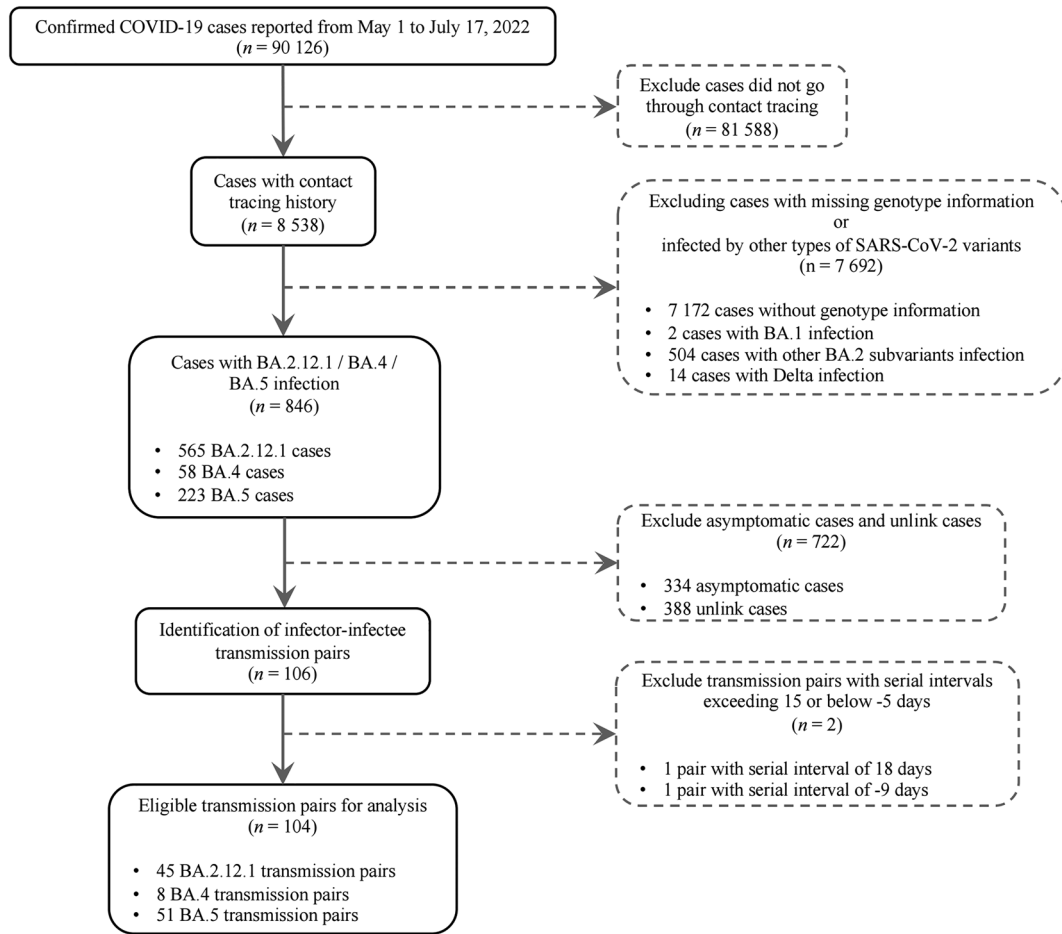 Confirmed COVID-19 cases reported from May 1 to July 17, 2022
(n = 90 126)
Exclude cases did not go
through contact tracing
(n = 81 588)
Cases with contact
tracing history
(n = 8 538)
Excluding cases with missing genotype information
or
infected by other types of SARS-CoV-2 variants
(n = 7 692)
• 7 172 cases without genotype information
• 2 cases with BA.1 infection
• 504 cases with other BA.2 subvariants infection
• 14 cases with Delta infection
Cases with BA.2.12.1 / BA.4 /
BA.5 infection
(n = 846)
• 565 BA.2.12.1 cases
• 58 BA.4 cases
• 223 BA.5 cases
Exclude asymptomatic cases and unlink cases
(n = 722)
• 334 asymptomatic cases
• 388 unlink cases
Identification of infector-infectee
transmission pairs
(n = 106)
Exclude transmission pairs with serial intervals
exceeding 15 or below -5 days
(n = 2)
• 1 pair with serial interval of 18 days
• 1 pair with serial interval of -9 days
Eligible transmission pairs for analysis
(n = 104)
• 45 BA.2.12.1 transmission pairs
• 8 BA.4 transmission pairs
• 51 BA.5 transmission pairs